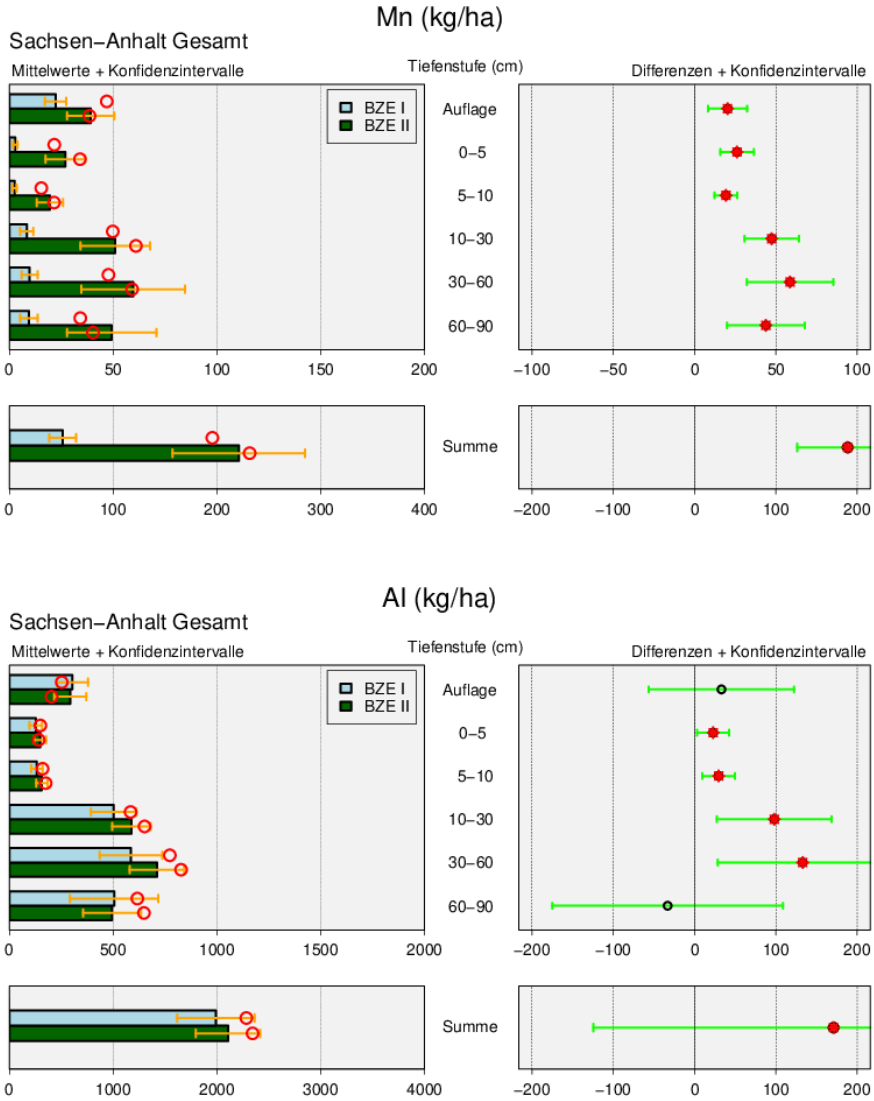 Mn (kg/ha)
Sachsen−Anhalt Gesamt
Mittelwerte + Konfidenzintervalle
Tiefenstufe (cm)
Differenzen + Konfidenzintervalle
BZE I
BZE II
Auflage
0−5
5−10
10−30
30−60
60−90
0 50 100 150 200
−100 −50 0 50 100
Summe
0 100 200 300 400
−200 −100 0 100 200
Al (kg/ha)
Sachsen−Anhalt Gesamt
Mittelwerte + Konfidenzintervalle
Tiefenstufe (cm)
Differenzen + Konfidenzintervalle
BZE I
BZE II
Auflage
0−5
5−10
10−30
30−60
60−90
0 500 1000 1500 2000
−200 −100 0 100 200
Summe
0 1000 2000 3000 4000
−200 −100 0 100 200